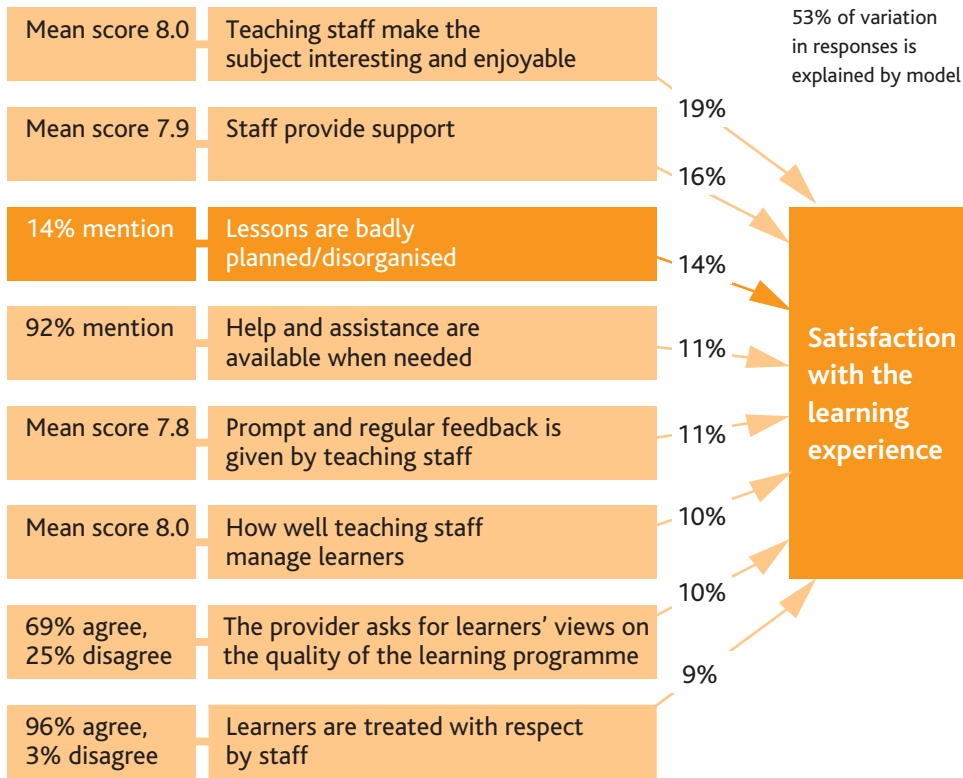 Mean score 8.0
Teaching staff make the
subject interesting and enjoyable
53% of variation
in responses is
explained by model
19%
Mean score 7.9
Staff provide support
16%
14% mention
Lessons are badly
planned/disorganised
14%
92% mention
Help and assistance are
available when needed
11%
Mean score 7.8
Prompt and regular feedback is
given by teaching staff
11%
Mean score 8.0
How well teaching staff
manage learners
10%
69% agree,
25% disagree
The provider asks for learners’ views on
the quality of the learning programme
10%
96% agree,
3% disagree
Learners are treated with respect
by staff
9%
Satisfaction
with the
learning
experience